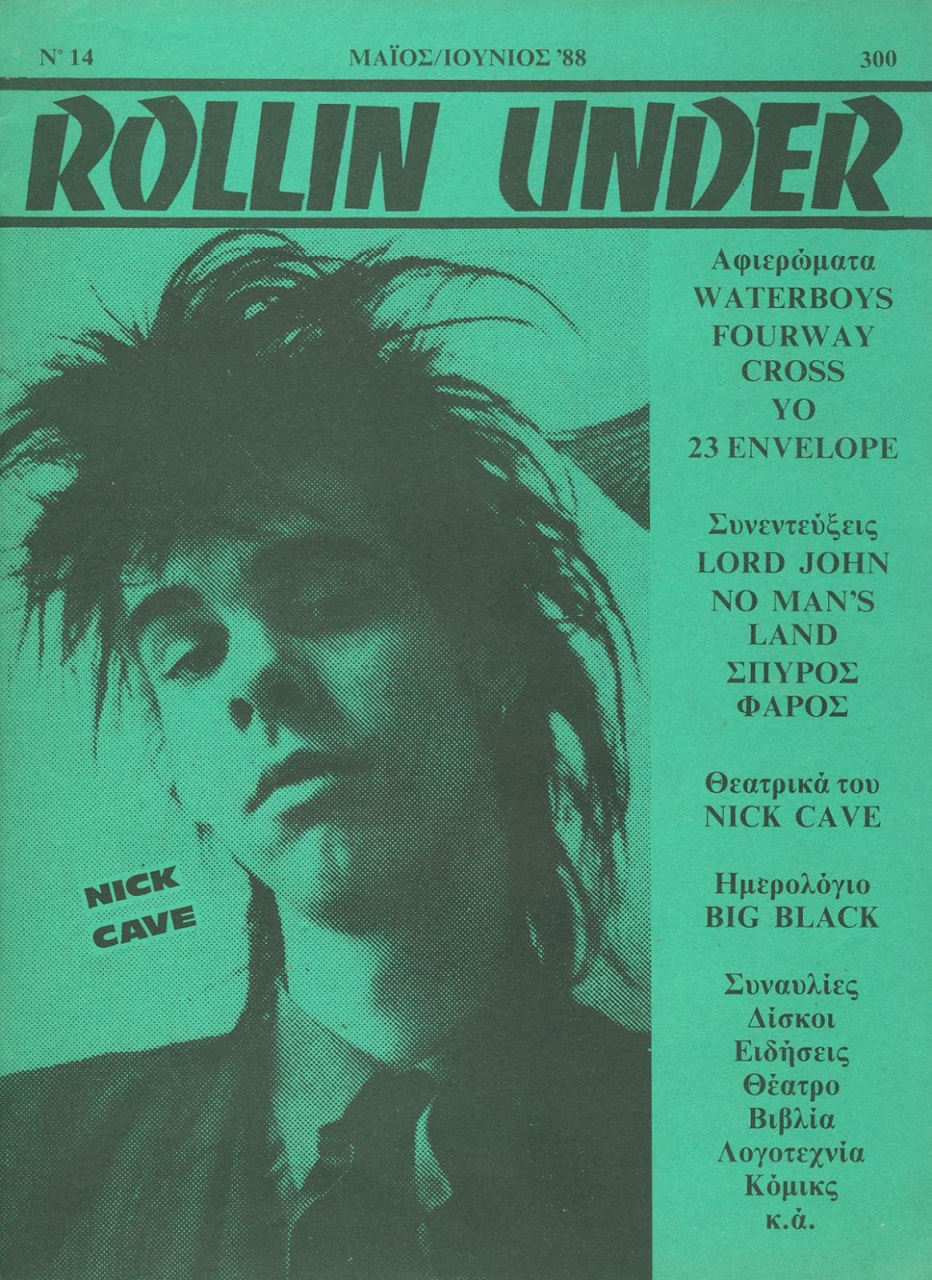 Nº 14
ΜΑΪΟΣ/ΙΟΥΝΙΟΣ '88
300
ROLLIN UNDER
Αφιερώματα
WATERBOYS
FOURWAY
CROSS
YO
23 ENVELOPE
Συνεντεύξεις
LORD JOHN
NO MAN'S
LAND
ΣΠΥΡΟΣ
ΦΑΡΟΣ
Θεατρικά του
NICK CAVE
Ημερολόγιο
BIG BLACK
Συναυλίες
Δίσκοι
Ειδήσεις
Θέατρο
Βιβλία
Λογοτεχνία
Κόμικς
κ.ά.
NICK
CAVE